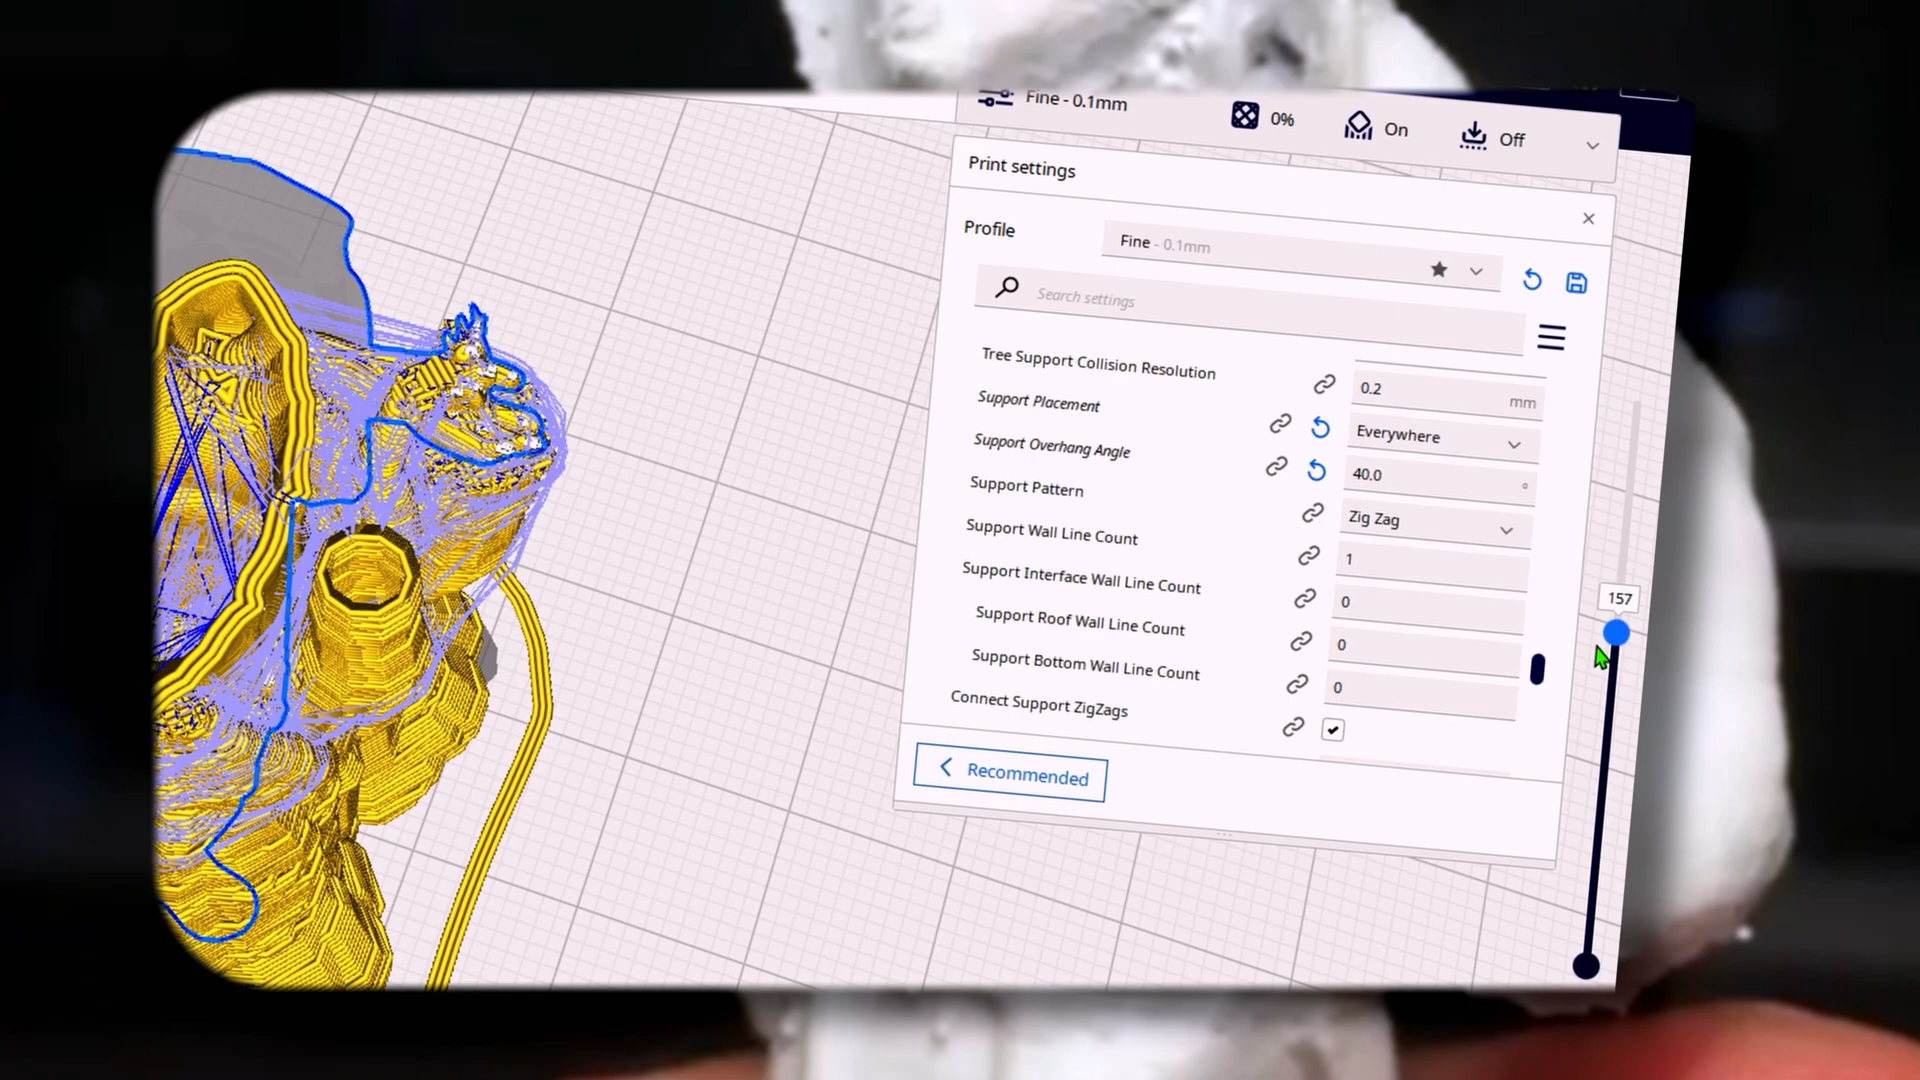 Fine - 0.1mm
0%
On
Off
Print settings
Profile
Fine - 0.1mm
Search settings
Tree Support Collision Resolution
0.2 mm
Support Placement
Everywhere
Support Overhang Angle
40.0 °
Support Pattern
Zig Zag
Support Wall Line Count
1
Support Interface Wall Line Count
0
Support Roof Wall Line Count
0
Support Bottom Wall Line Count
0
Connect Support ZigZags
Recommended
157